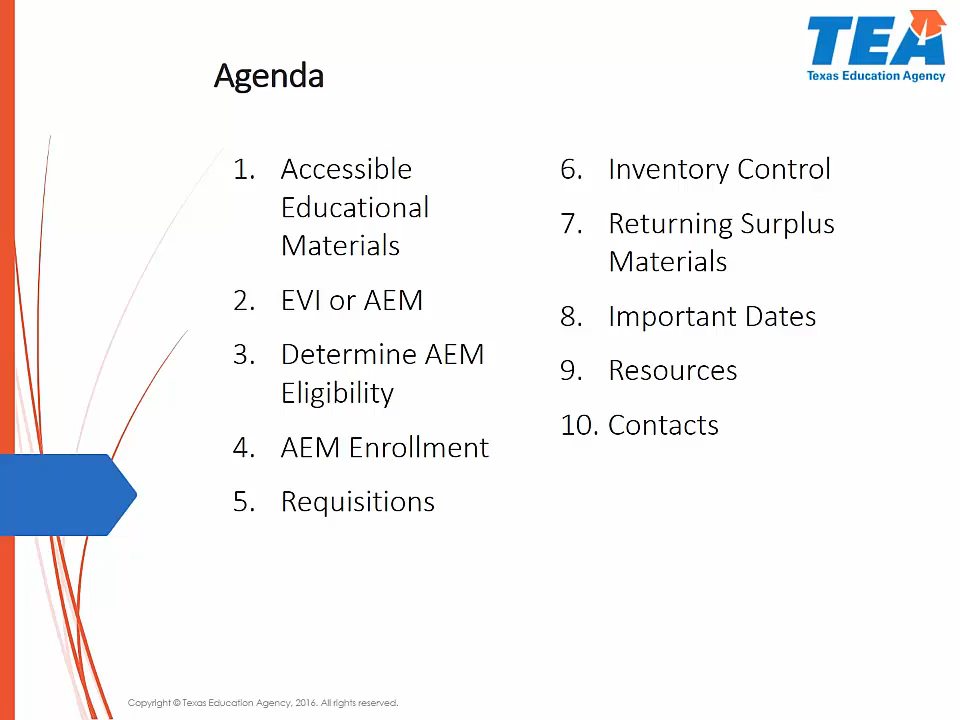 TEA
Texas Education Agency
Agenda
1. Accessible
Educational
Materials
2. EVI or AEM
3. Determine AEM
Eligibility
4. AEM Enrollment
5. Requisitions
6. Inventory Control
7. Returning Surplus
Materials
8. Important Dates
9. Resources
10. Contacts
Copyright © Texas Education Agency, 2016. All rights reserved.